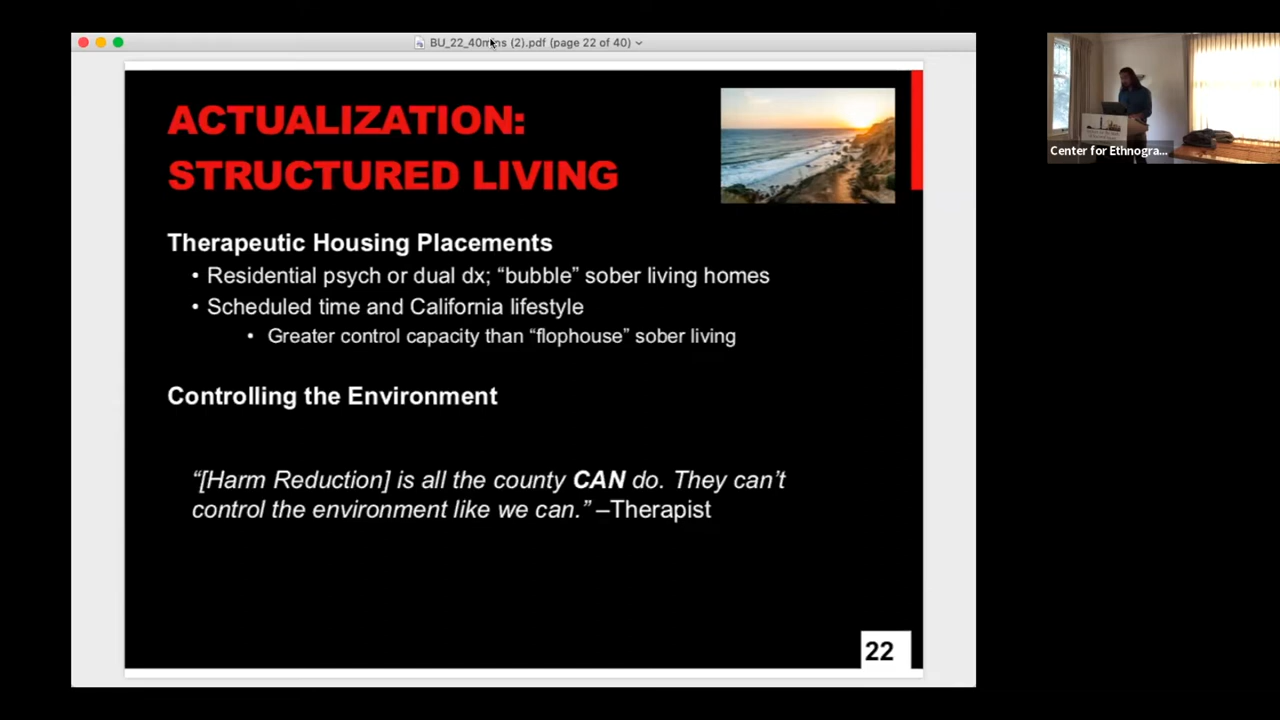 BU_22_40mins (2).pdf (page 22 of 40)
ACTUALIZATION:
STRUCTURED LIVING
Therapeutic Housing Placements
• Residential psych or dual dx; “bubble” sober living homes
• Scheduled time and California lifestyle
• Greater control capacity than “flophouse” sober living
Controlling the Environment
“[Harm Reduction] is all the county CAN do. They can’t
control the environment like we can.” –Therapist
22
Center for Ethnogra...